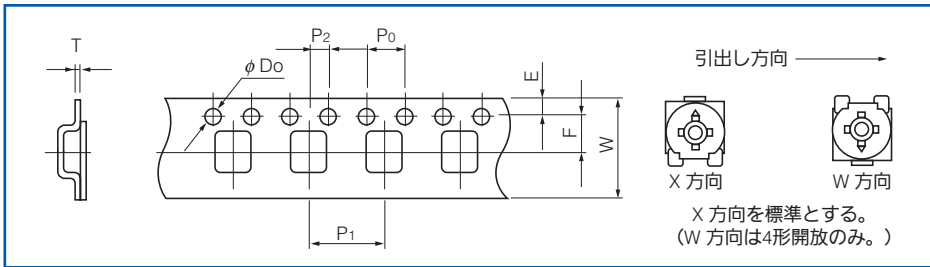 T
φDo
P2
P0
E
F
W
P1
引出し方向
X 方向
W 方向
X 方向を標準とする。
(W 方向は4形開放のみ。)